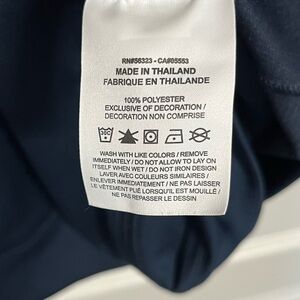 RN#56323 - CA#05553
MADE IN THAILAND
FABRIQUE EN THAILANDE
100% POLYESTER
EXCLUSIVE OF DECORATION /
DECORATION NON COMPRISE
30C
WASH WITH LIKE COLORS / REMOVE
IMMEDIATELY / DO NOT ALLOW TO LAY ON
ITSELF WHEN WET / DO NOT IRON DESIGN
LAVER AVEC COULEURS SIMILAIRES /
ENLEVER IMMEDIATEMENT / NE PAS LAISSER
LE VÊTEMENT PLIÉ LORSQU'IL EST MOUILLÉ /
NE PAS REPASSER LE DESSIN